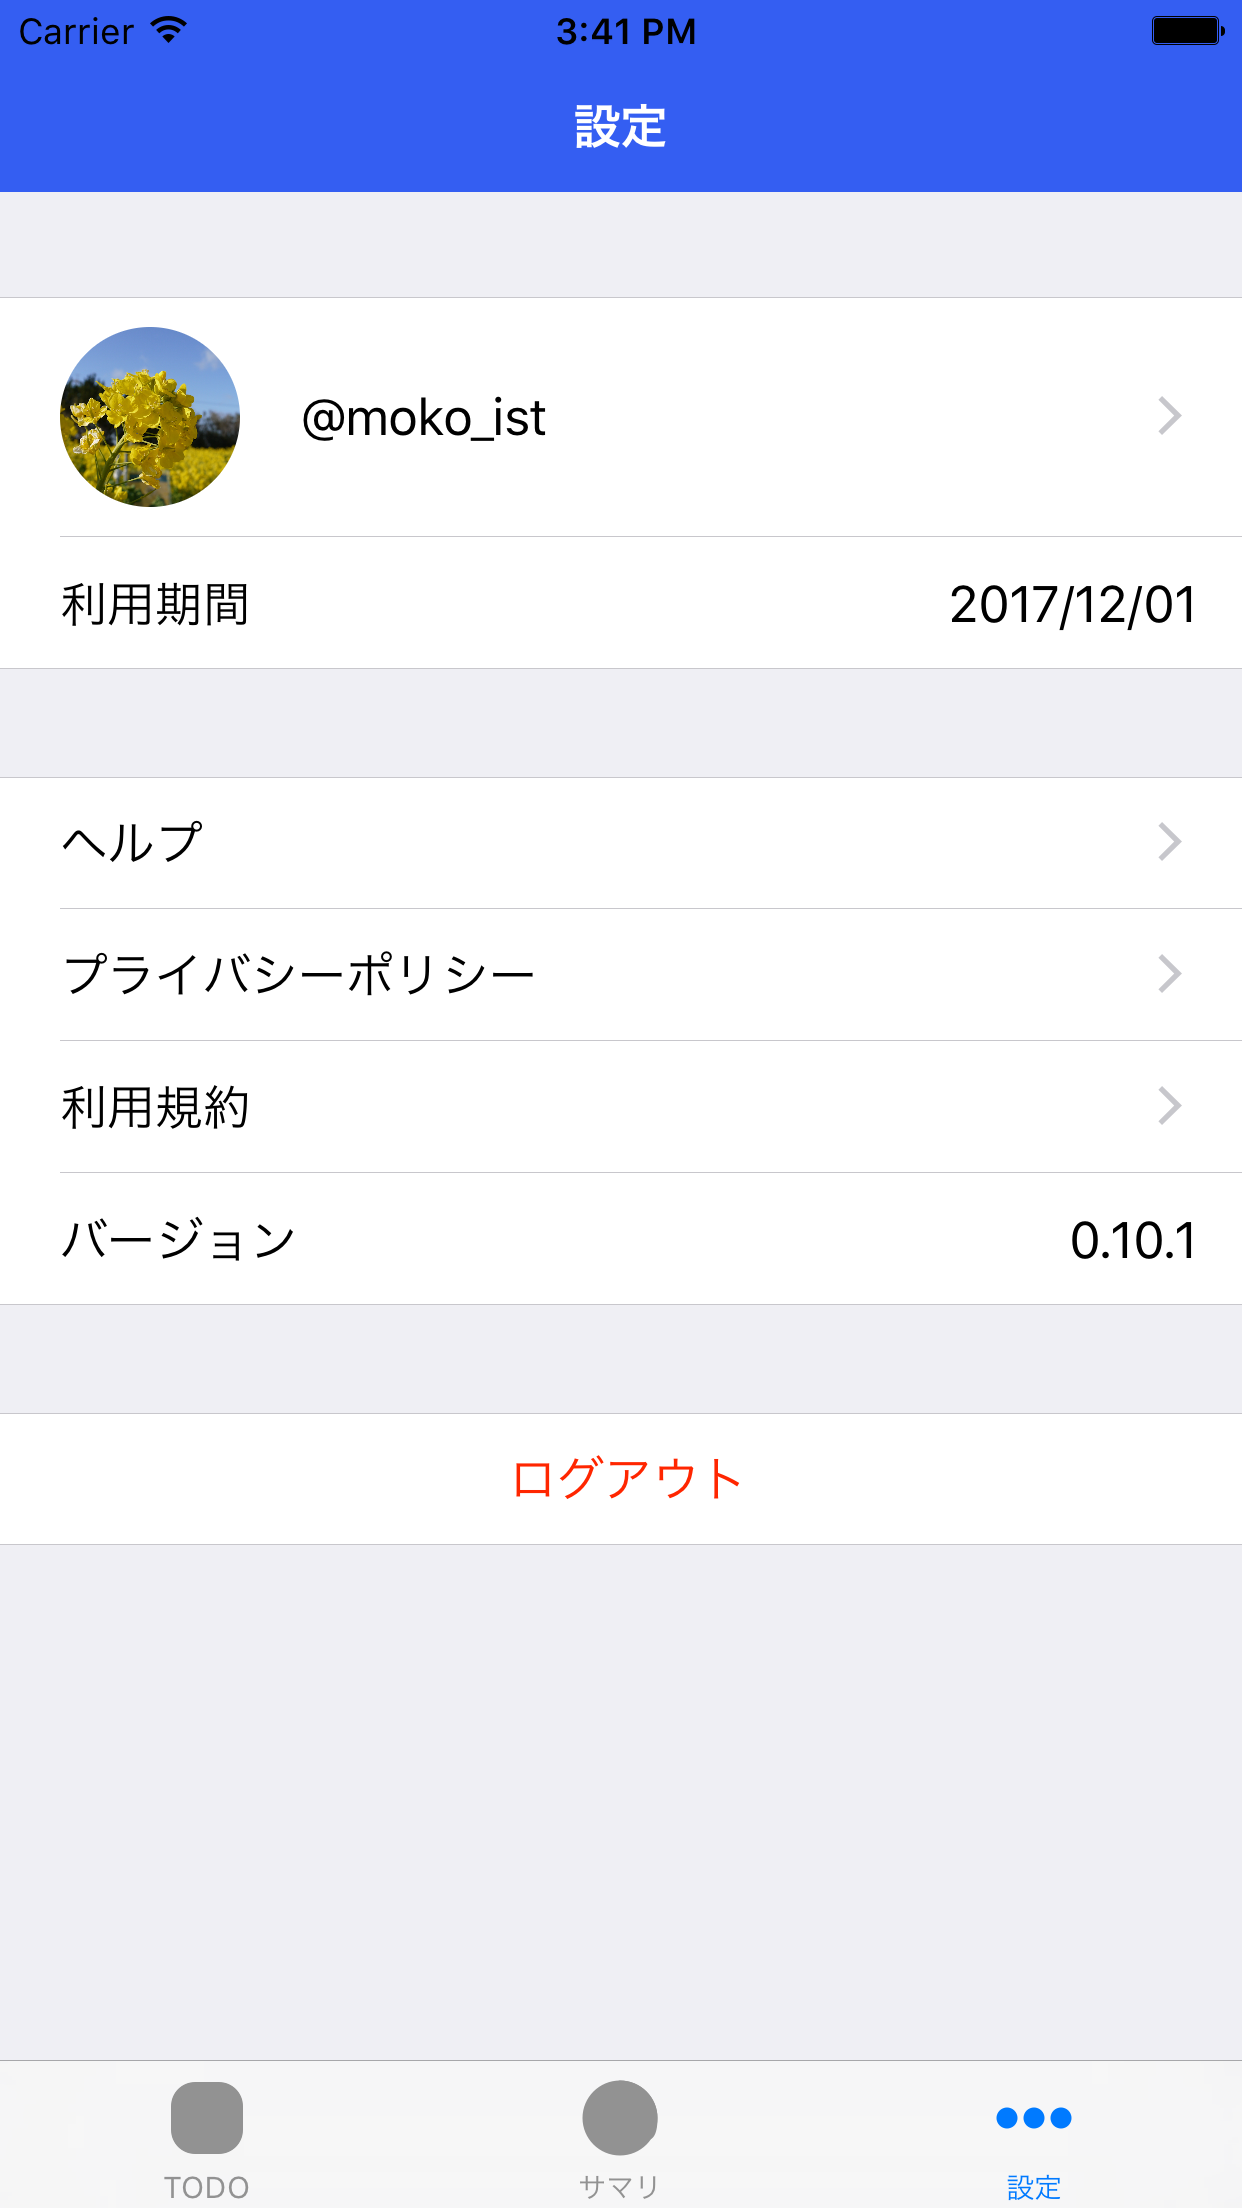 Carrier 3:41 PM
設定
@moko_ist
利用期間 2017/12/01
ヘルプ
プライバシーポリシー
利用規約
バージョン 0.10.1
ログアウト
TODO サマリ 設定